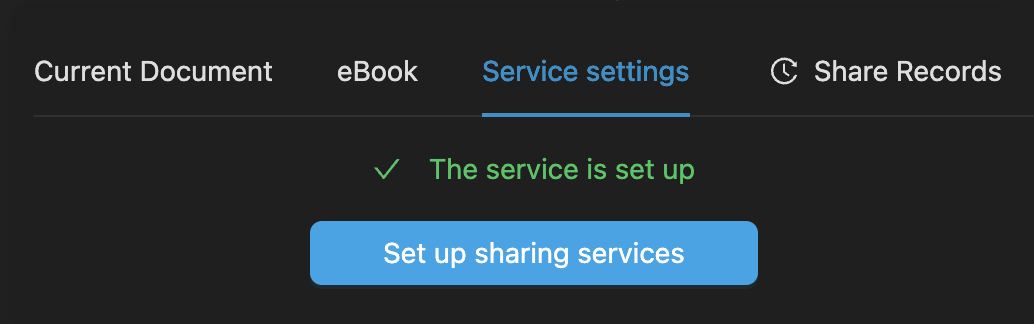 Current Document eBook Service settings Share Records
The service is set up
Set up sharing services